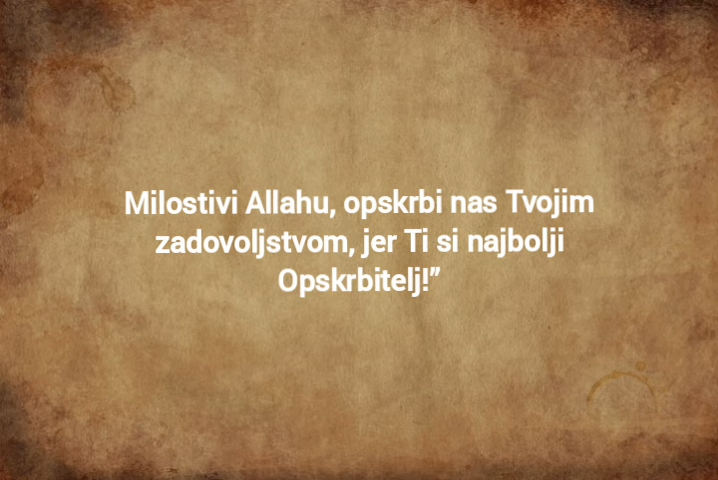 Milostivi Allahu, opskrbi nas Tvojim
zadovoljstvom, jer Ti si najbolji
Opskrbitelj!”